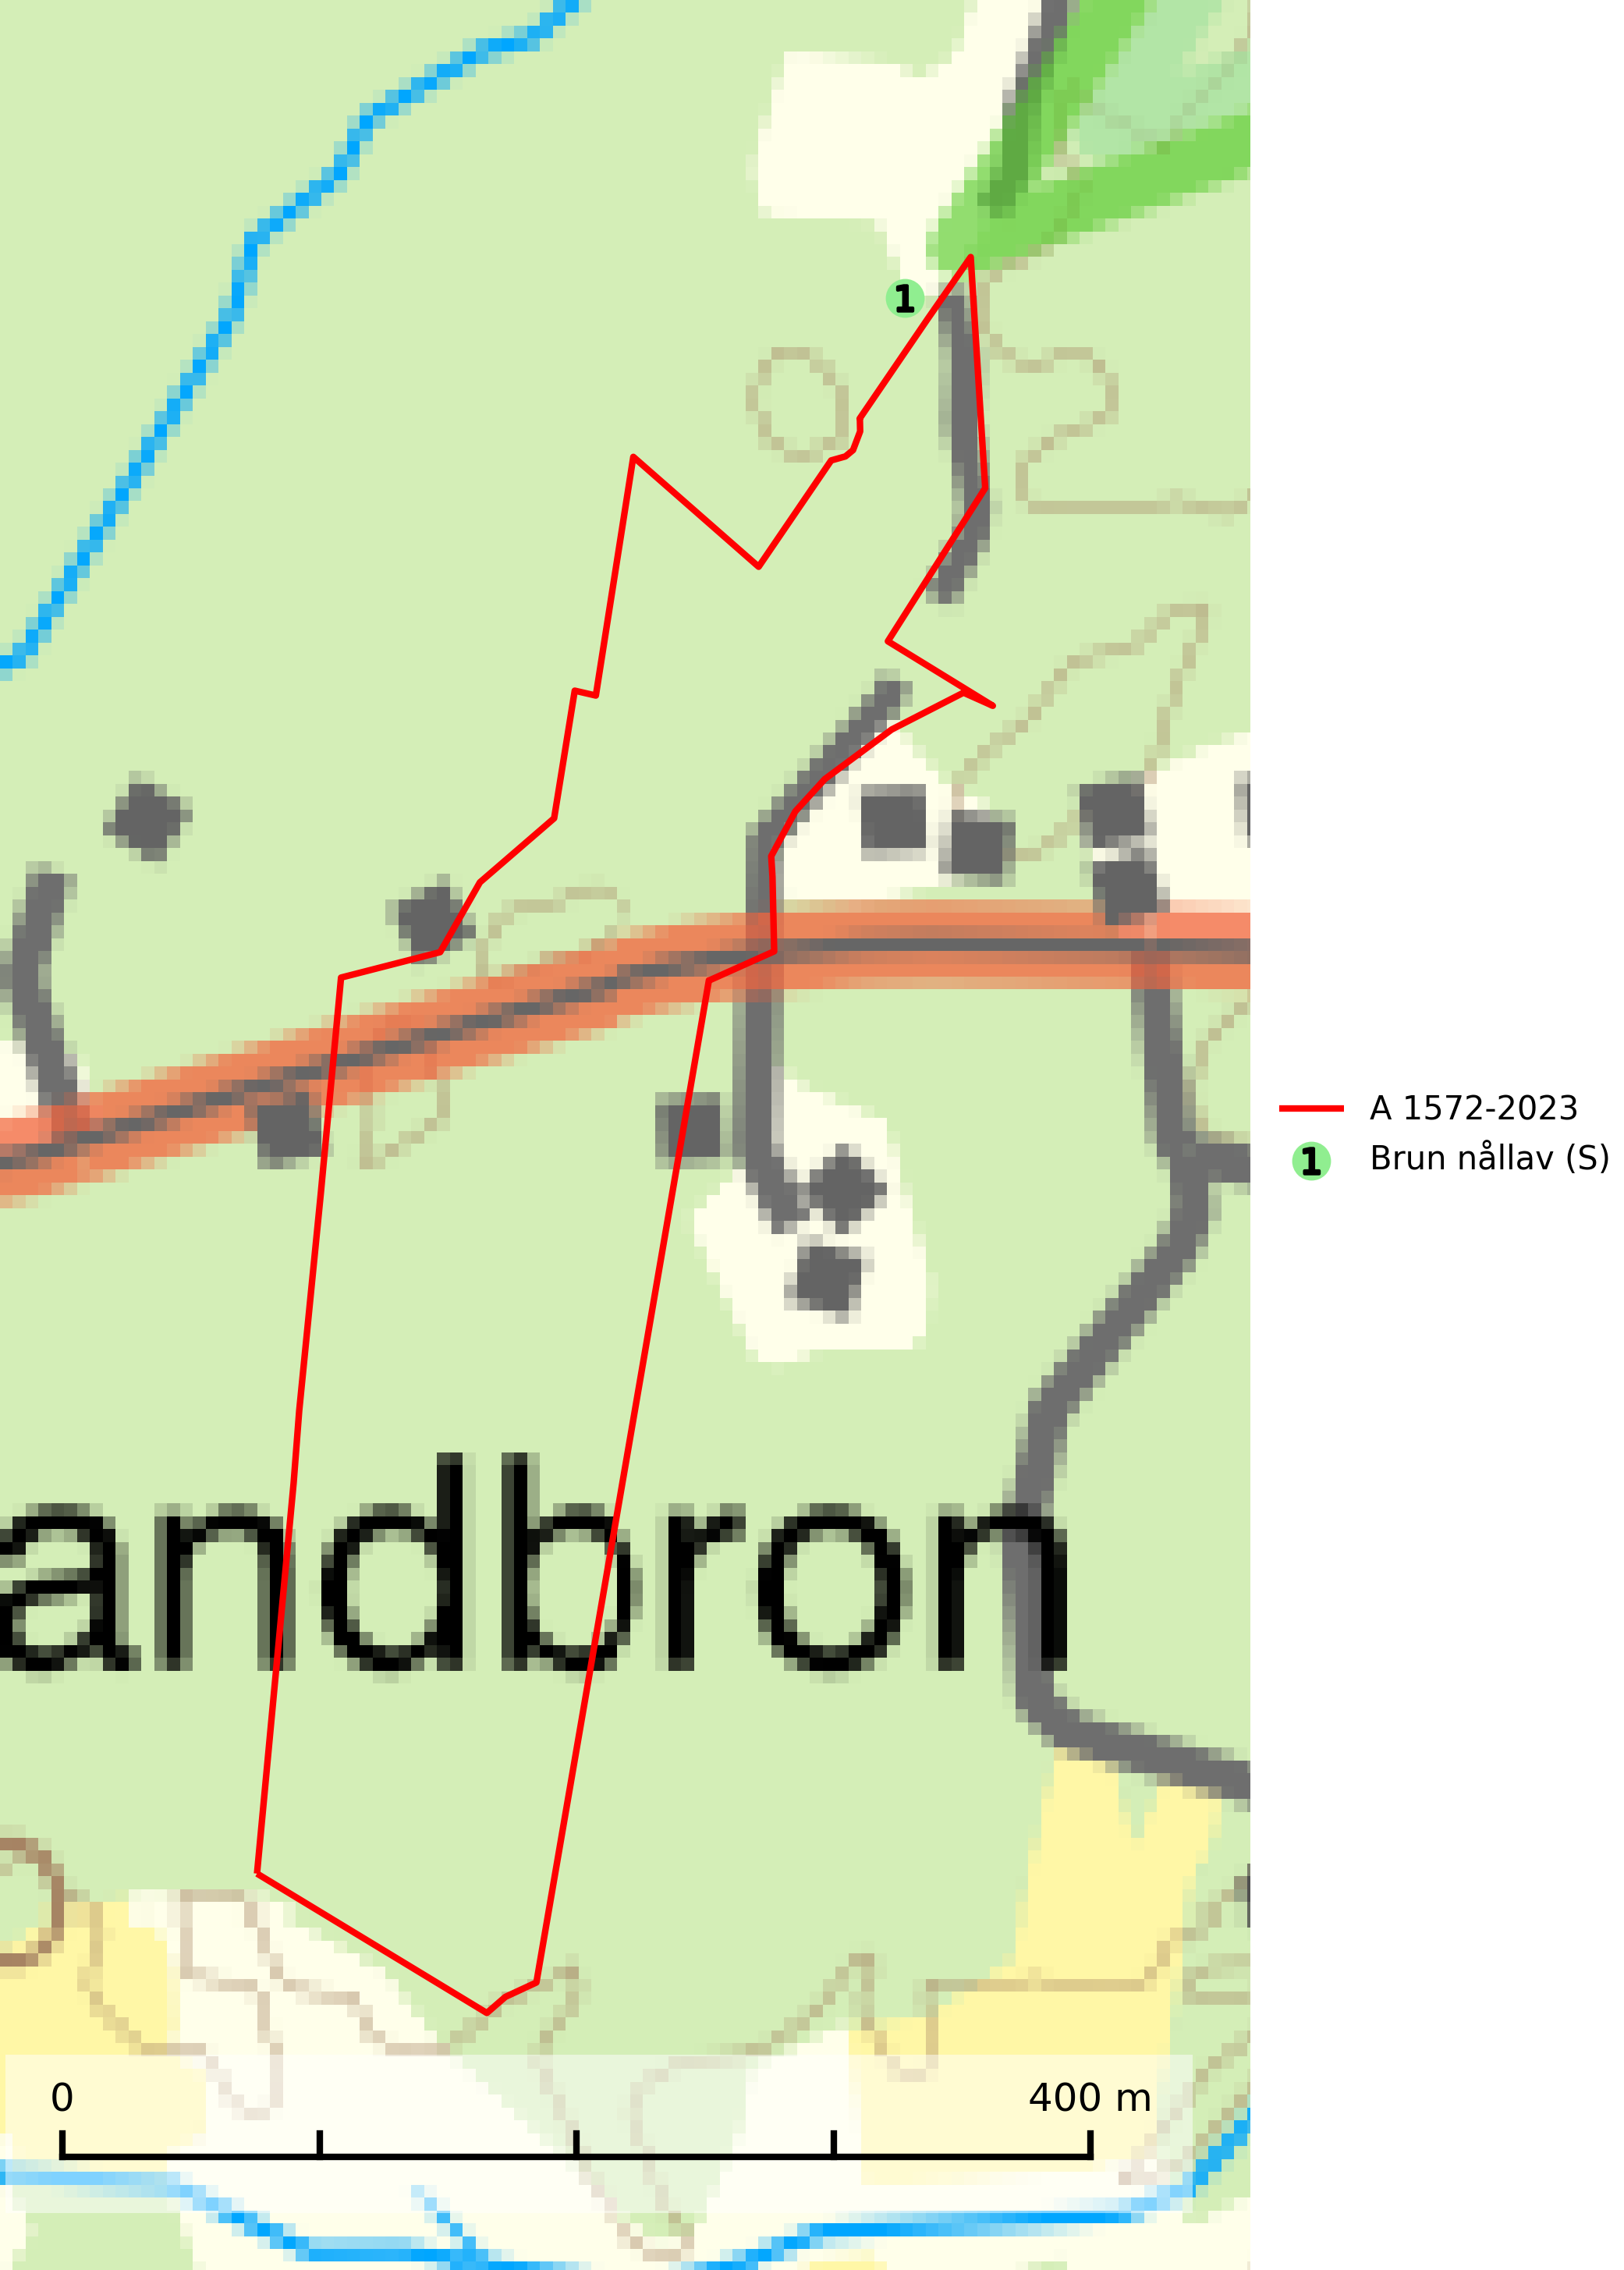 1
andbron
A 1572-2023
1 Brun nållav (S)
0 400 m